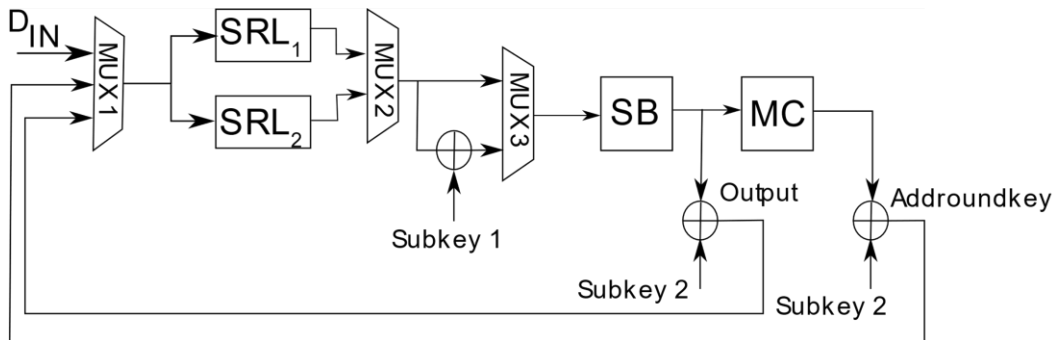 DIN
MUX1
SRL1
SRL2
MUX2
MUX3
SB
MC
Subkey 1
Output
Subkey 2
Addroundkey
Subkey 2